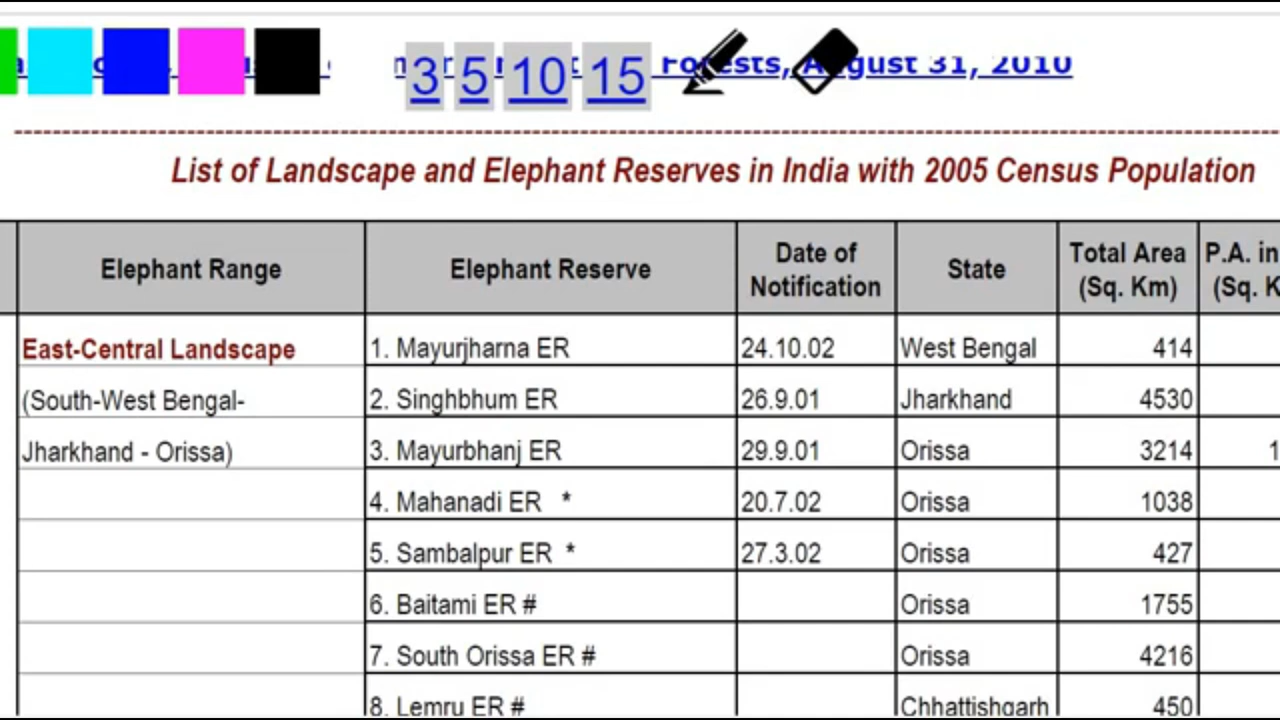 3 5 10 15 Forests, August 31, 2010
List of Landscape and Elephant Reserves in India with 2005 Census Population
Elephant Range Elephant Reserve Date of Notification State Total Area (Sq. Km) P.A. in (Sq. K
East-Central Landscape 1. Mayurjharna ER 24.10.02 West Bengal 414
(South-West Bengal- 2. Singhbhum ER 26.9.01 Jharkhand 4530
Jharkhand - Orissa) 3. Mayurbhanj ER 29.9.01 Orissa 3214 1
4. Mahanadi ER * 20.7.02 Orissa 1038
5. Sambalpur ER * 27.3.02 Orissa 427
6. Baitami ER # Orissa 1755
7. South Orissa ER # Orissa 4216
8. Lemru ER # Chhattishgarh 450